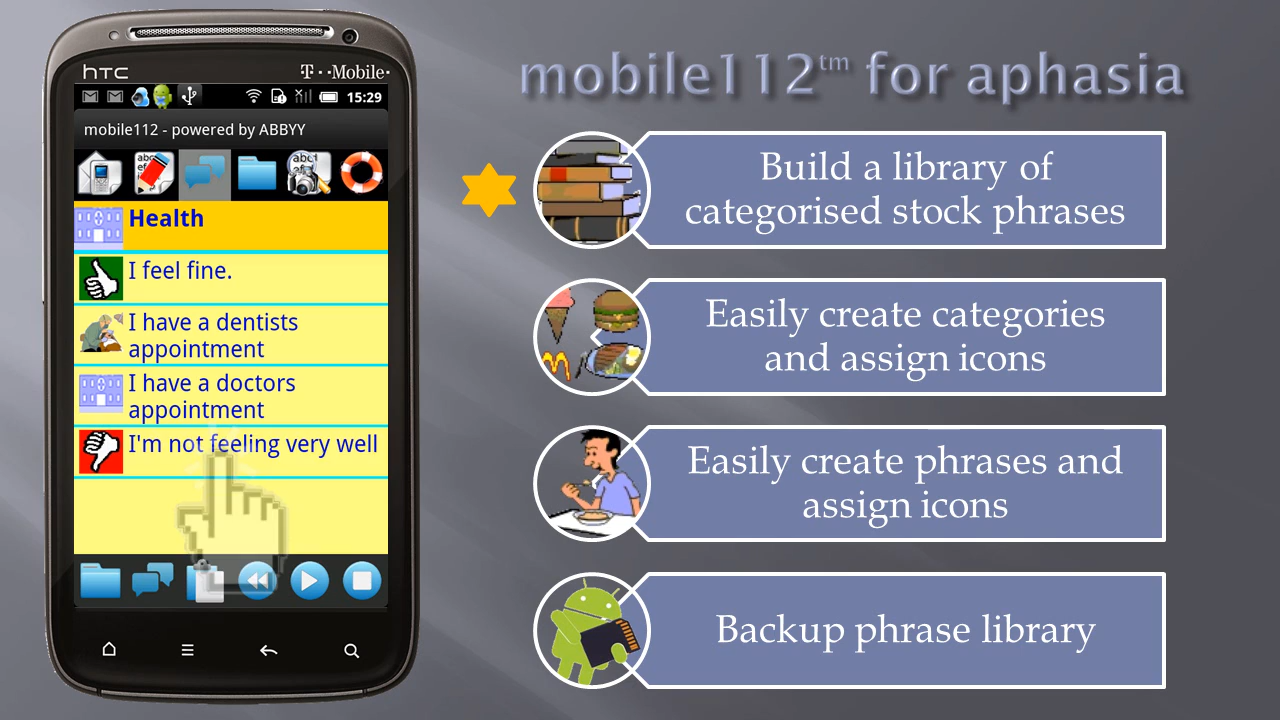 mobile112™ for aphasia
hTC
T··Mobile·
15:29
mobile112 - powered by ABBYY
Health
I feel fine.
I have a dentists
appointment
I have a doctors
appointment
I'm not feeling very well
Build a library of
categorised stock phrases
Easily create categories
and assign icons
Easily create phrases and
assign icons
Backup phrase library